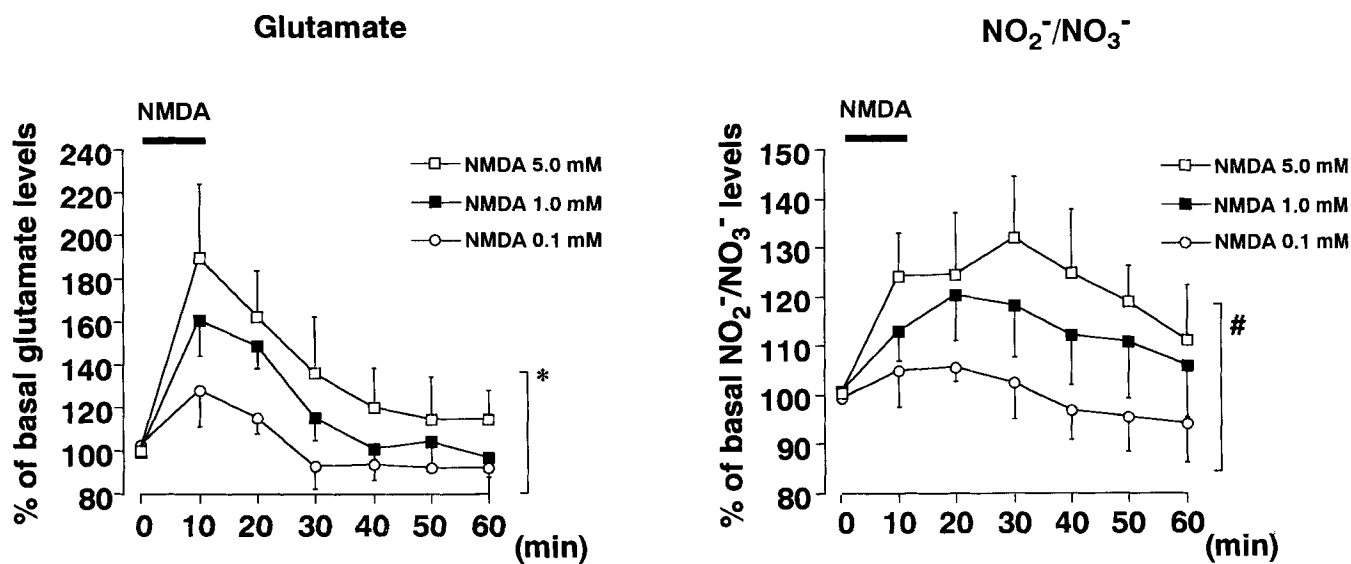 Glutamate
NMDA
% of basal glutamate levels
240
220
200
180
160
140
120
100
80
0 10 20 30 40 50 60
(min)
NMDA 5.0 mM
NMDA 1.0 mM
NMDA 0.1 mM
*
NO₂⁻/NO₃⁻
NMDA
% of basal NO₂⁻/NO₃⁻ levels
150
140
130
120
110
100
90
80
0 10 20 30 40 50 60
(min)
NMDA 5.0 mM
NMDA 1.0 mM
NMDA 0.1 mM
#